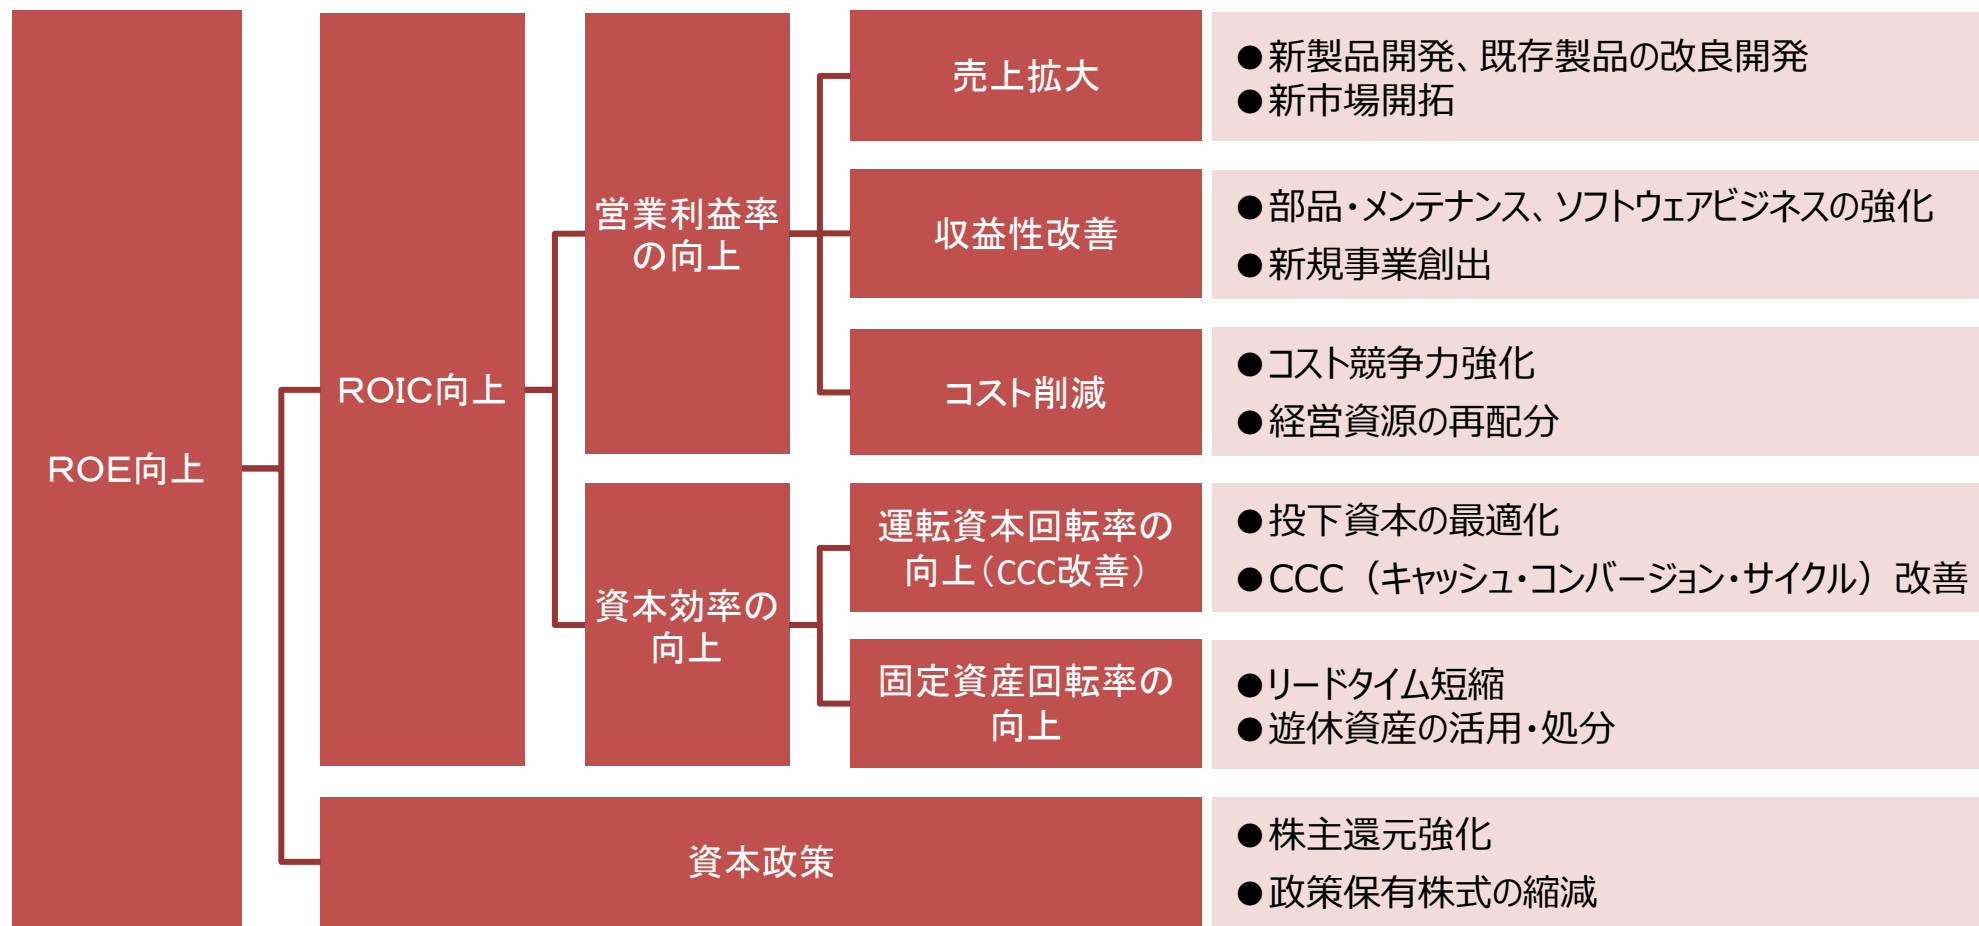 ROE向上
ROIC向上
営業利益率
の向上
売上拡大
●新製品開発、既存製品の改良開発
●新市場開拓
収益性改善
●部品・メンテナンス、ソフトウェアビジネスの強化
●新規事業創出
コスト削減
●コスト競争力強化
●経営資源の再配分
資本効率の
向上
運転資本回転率の
向上(CCC改善)
●投下資本の最適化
●CCC(キャッシュ・コンバージョン・サイクル)改善
固定資産回転率の
向上
●リードタイム短縮
●遊休資産の活用・処分
資本政策
●株主還元強化
●政策保有株式の縮減